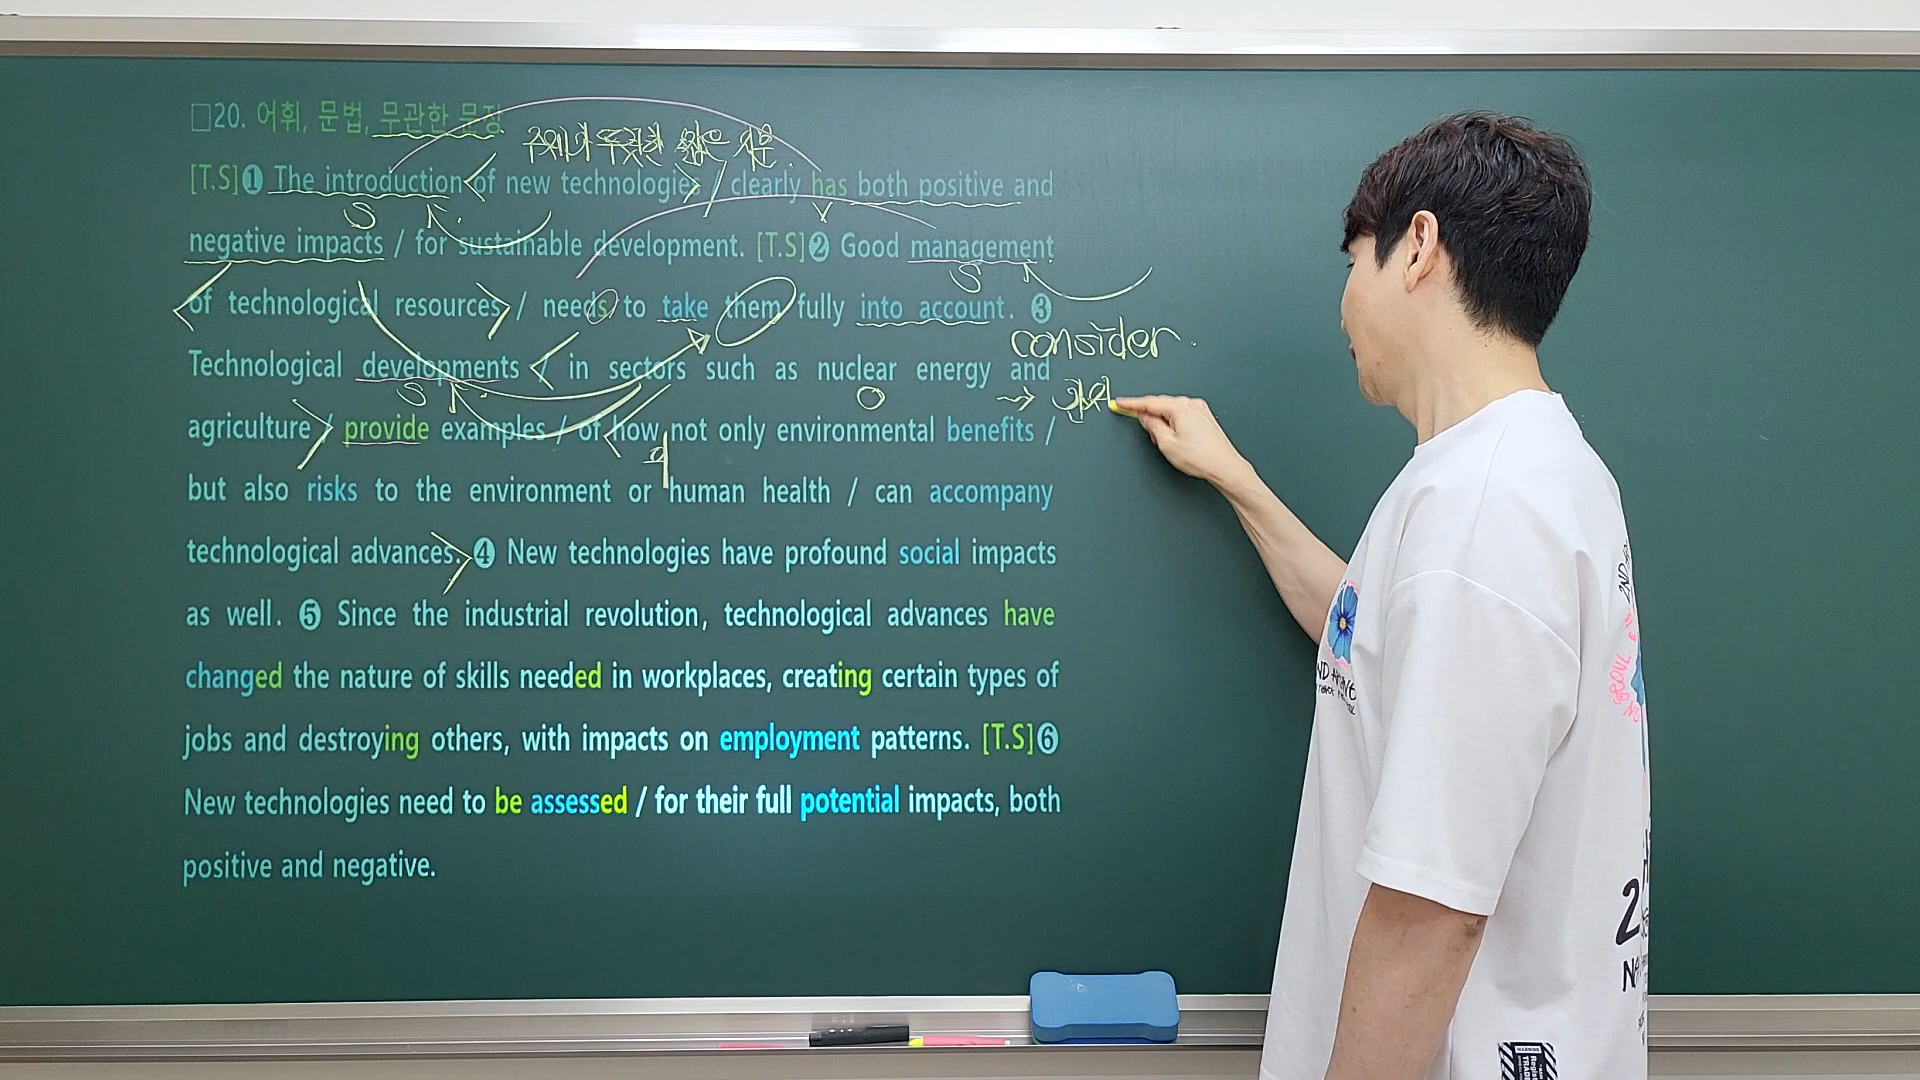 □20. 어휘, 문법, 무관한 문장
[T.S]❶ The introduction of new technologies / clearly has both positive and
S V
negative impacts / for sustainable development. [T.S]❷ Good management
S
of technological resources / needs to take them fully into account. ❸
consider.
Technological developments / in sectors such as nuclear energy and
S
agriculture / provide examples / of how not only environmental benefits /
but also risks to the environment or human health / can accompany
technological advances. ❹ New technologies have profound social impacts
as well. ❺ Since the industrial revolution, technological advances have
changed the nature of skills needed in workplaces, creating certain types of
jobs and destroying others, with impacts on employment patterns. [T.S]❻
New technologies need to be assessed / for their full potential impacts, both
positive and negative.